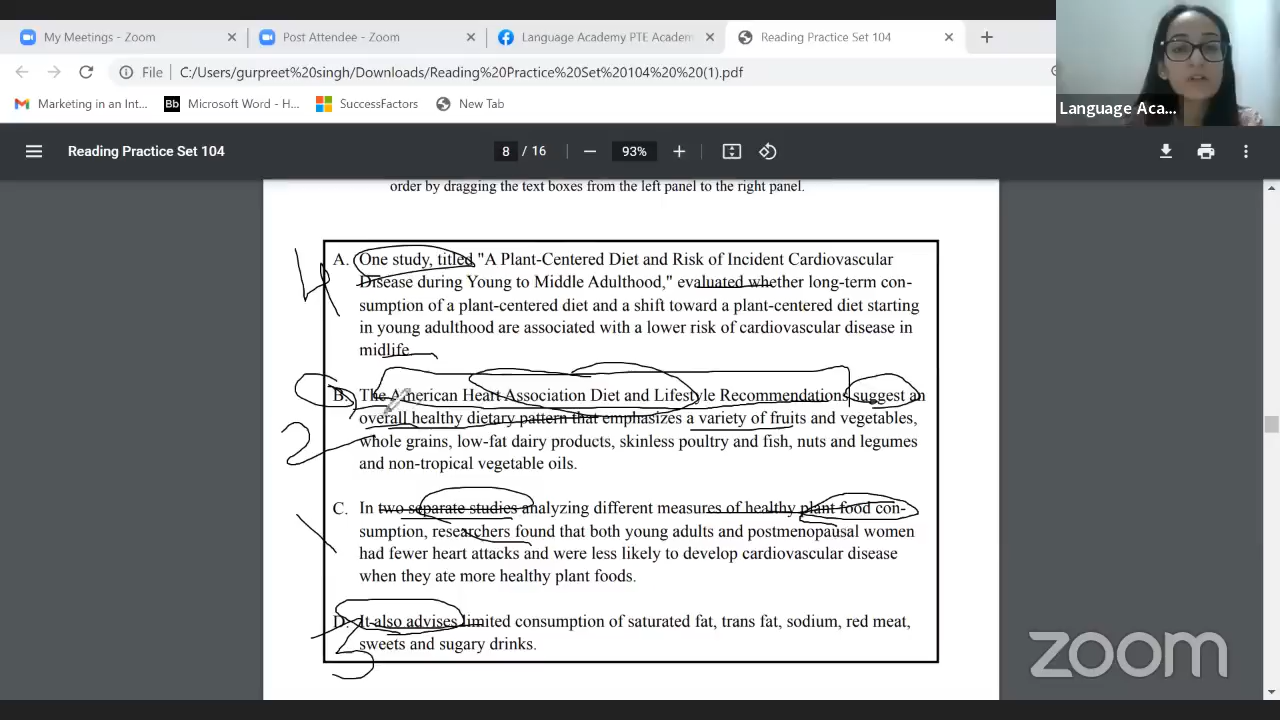 My Meetings - Zoom
Post Attendee - Zoom
Language Academy PTE Academ
Reading Practice Set 104
File
C:/Users/gurpreet%20singh/Downloads/Reading%20Practice%20Set%20104%20%20(1).pdf
Marketing in an Int...
Bb Microsoft Word - H...
SuccessFactors
New Tab
Language Aca...
Reading Practice Set 104
8 / 16
93%
order by dragging the text boxes from the left panel to the right panel.
4
A. One study, titled "A Plant-Centered Diet and Risk of Incident Cardiovascular
Disease during Young to Middle Adulthood," evaluated whether long-term con-
sumption of a plant-centered diet and a shift toward a plant-centered diet starting
in young adulthood are associated with a lower risk of cardiovascular disease in
midlife.
B. The American Heart Association Diet and Lifestyle Recommendations suggest an
overall healthy dietary pattern that emphasizes a variety of fruits and vegetables,
2
whole grains, low-fat dairy products, skinless poultry and fish, nuts and legumes
and non-tropical vegetable oils.
C. In two separate studies analyzing different measures of healthy plant food con-
sumption, researchers found that both young adults and postmenopausal women
had fewer heart attacks and were less likely to develop cardiovascular disease
when they ate more healthy plant foods.
D. It also advises limited consumption of saturated fat, trans fat, sodium, red meat,
3
sweets and sugary drinks.
zoom